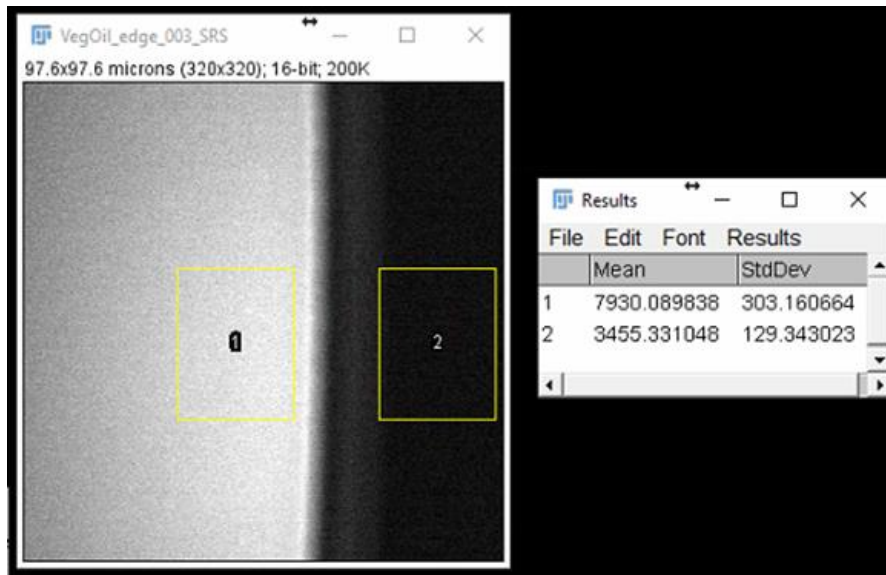 VegOil_edge_003_SRS
97.6x97.6 microns (320x320); 16-bit; 200K
1
2
Results
File Edit Font Results
Mean StdDev
1 7930.089838 303.160664
2 3455.331048 129.343023